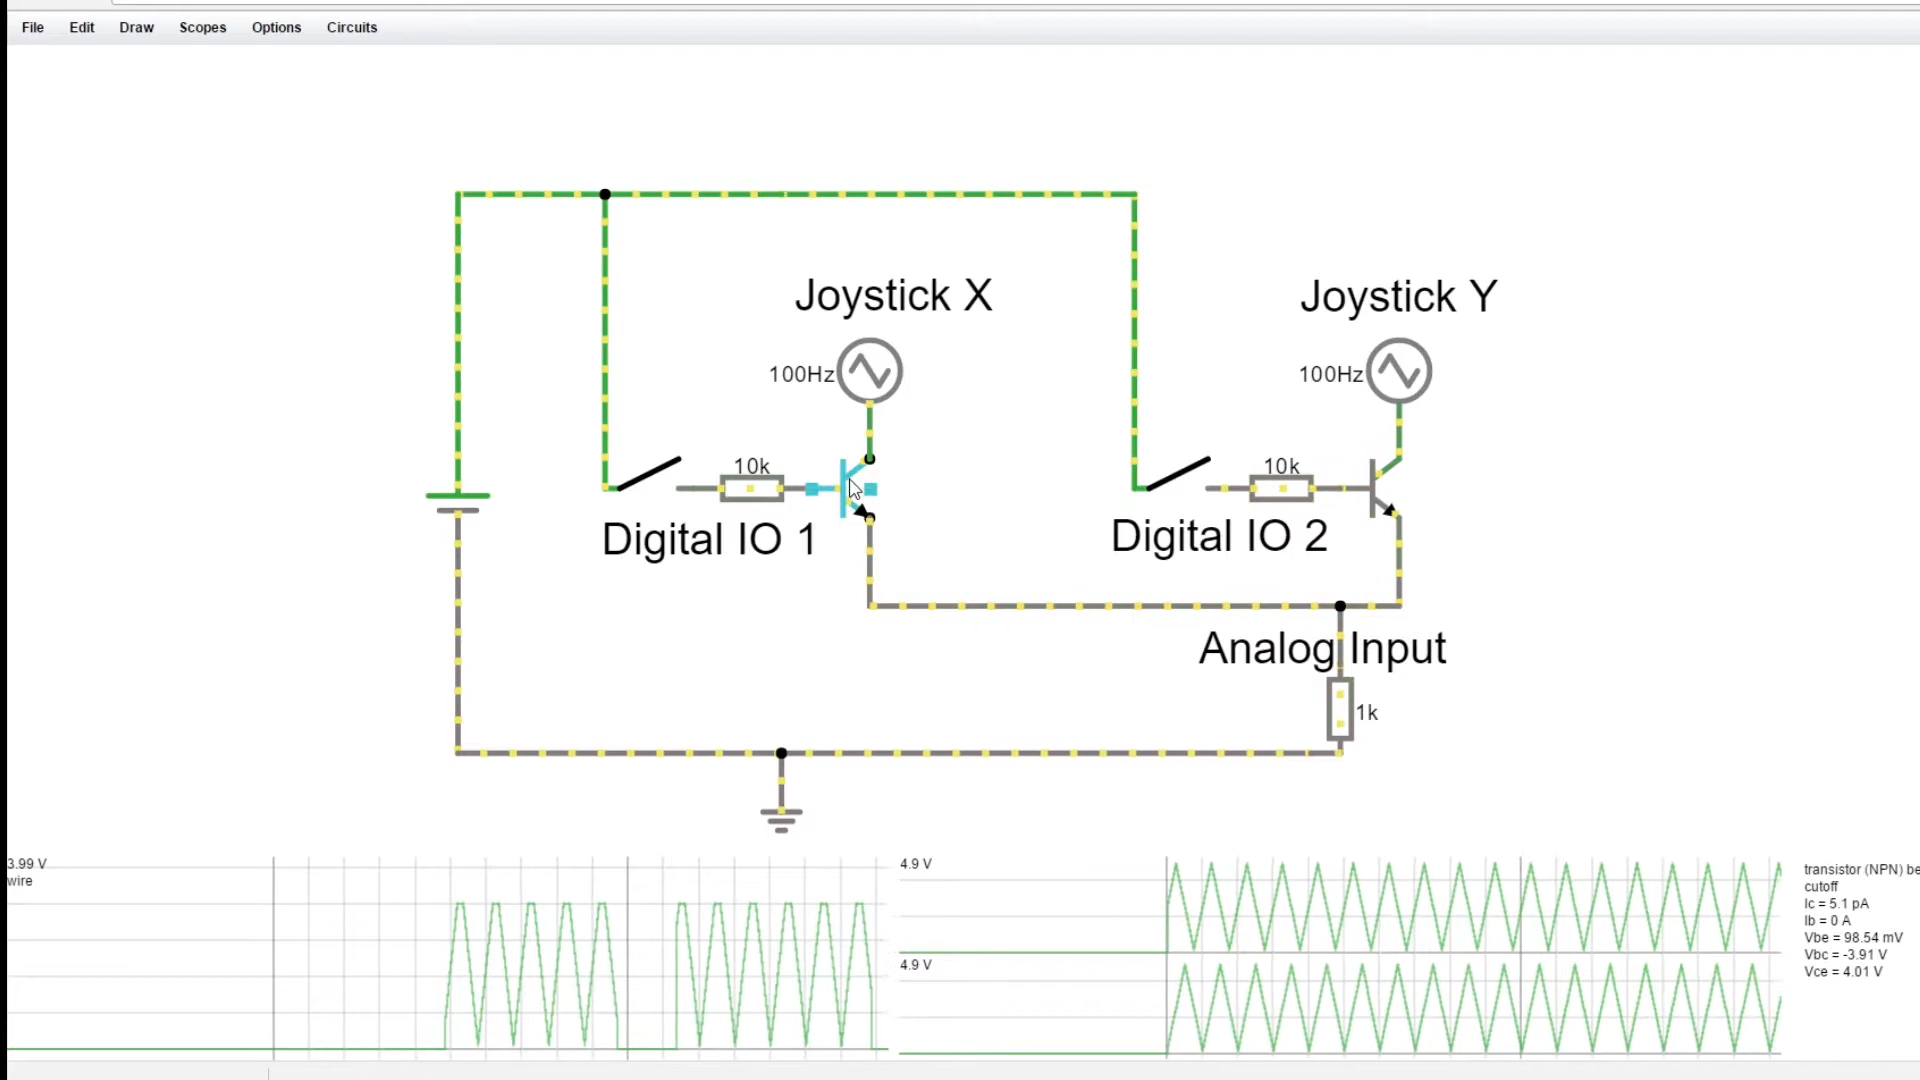 File Edit Draw Scopes Options Circuits
Joystick X
Joystick Y
100Hz
100Hz
10k
10k
Digital IO 1
Digital IO 2
Analog Input
1k
3.99 V
wire
4.9 V
4.9 V
transistor (NPN) be
cutoff
Ic = 5.1 pA
Ib = 0 A
Vbe = 98.54 mV
Vbc = -3.91 V
Vce = 4.01 V